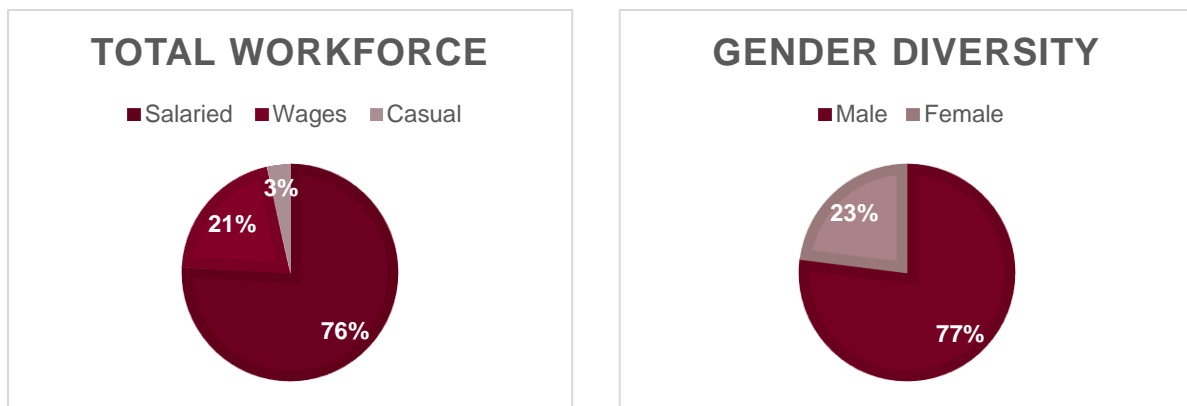 TOTAL WORKFORCE
Salaried Wages Casual
3%
21%
76%
GENDER DIVERSITY
Male Female
23%
77%